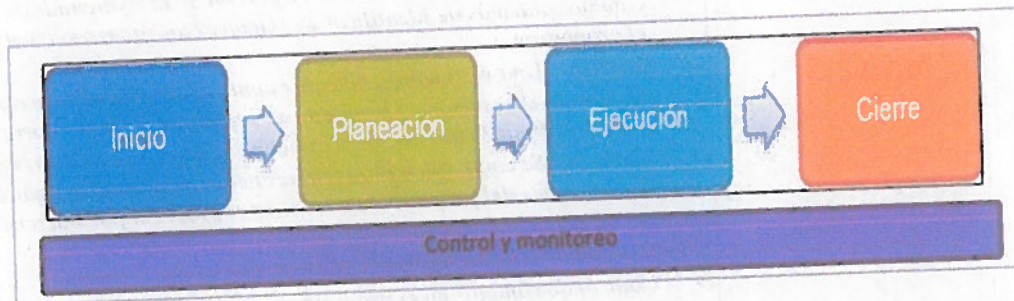 Inicio
Planeación
Ejecución
Cierre
Control y monitoreo